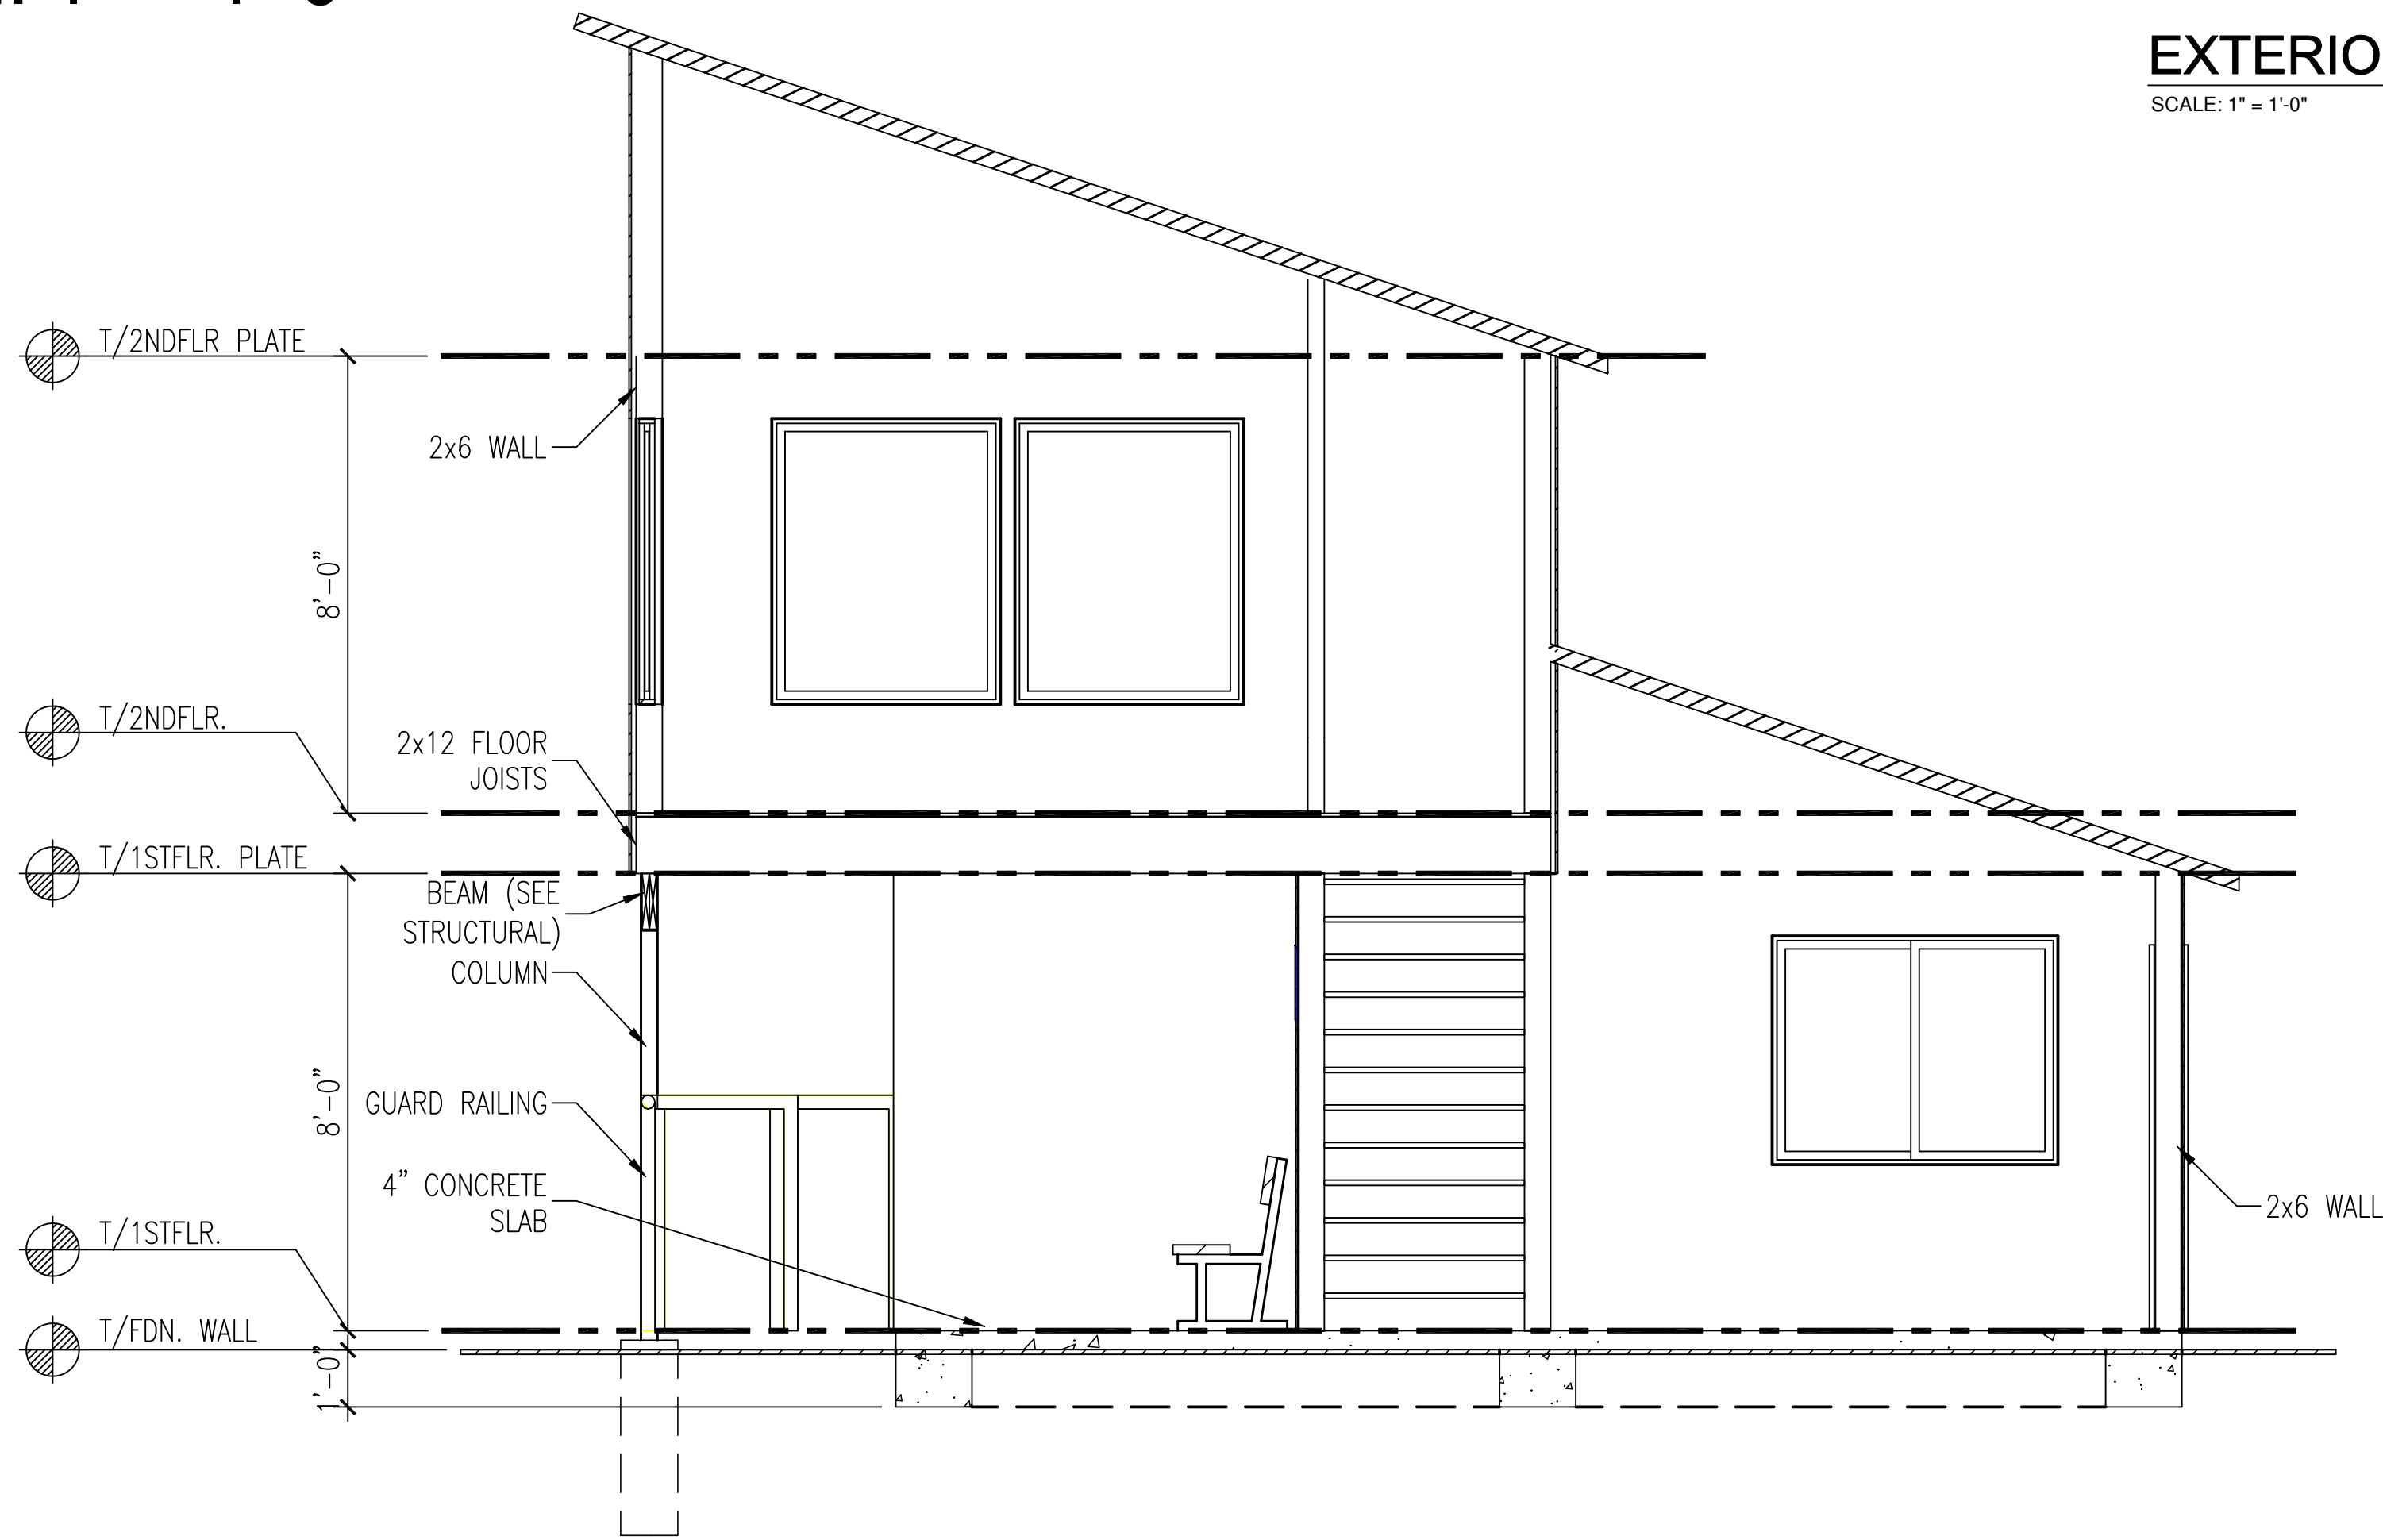 EXTERIO
SCALE: 1" = 1'-0"
T/2NDFLR PLATE
2x6 WALL
8'-0"
T/2NDFLR.
2x12 FLOOR
JOISTS
T/1STFLR. PLATE
BEAM (SEE
STRUCTURAL)
COLUMN
8'-0"
GUARD RAILING
4" CONCRETE
SLAB
2x6 WALL
T/1STFLR.
T/FDN. WALL
1'-0"